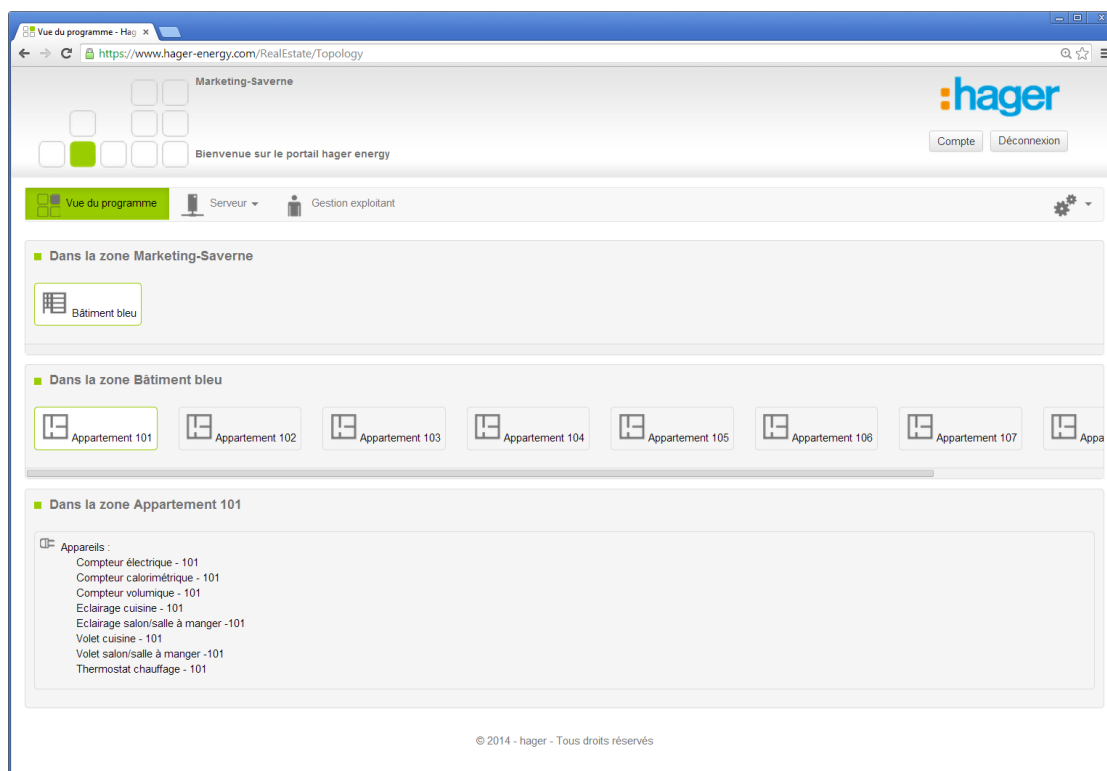 Vue du programme - Hag
https://www.hager-energy.com/RealEstate/Topology
Marketing-Saverne
:hager
Compte Déconnexion
Bienvenue sur le portail hager energy
Vue du programme Serveur Gestion exploitant
Dans la zone Marketing-Saverne
Bâtiment bleu
Dans la zone Bâtiment bleu
Appartement 101 Appartement 102 Appartement 103 Appartement 104 Appartement 105 Appartement 106 Appartement 107 Appa
Dans la zone Appartement 101
Appareils :
Compteur électrique - 101
Compteur calorimétrique - 101
Compteur volumique - 101
Eclairage cuisine - 101
Eclairage salon/salle à manger -101
Volet cuisine - 101
Volet salon/salle à manger -101
Thermostat chauffage - 101
© 2014 - hager - Tous droits réservés